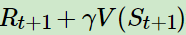 R_{t+1} + γV(S_{t+1})